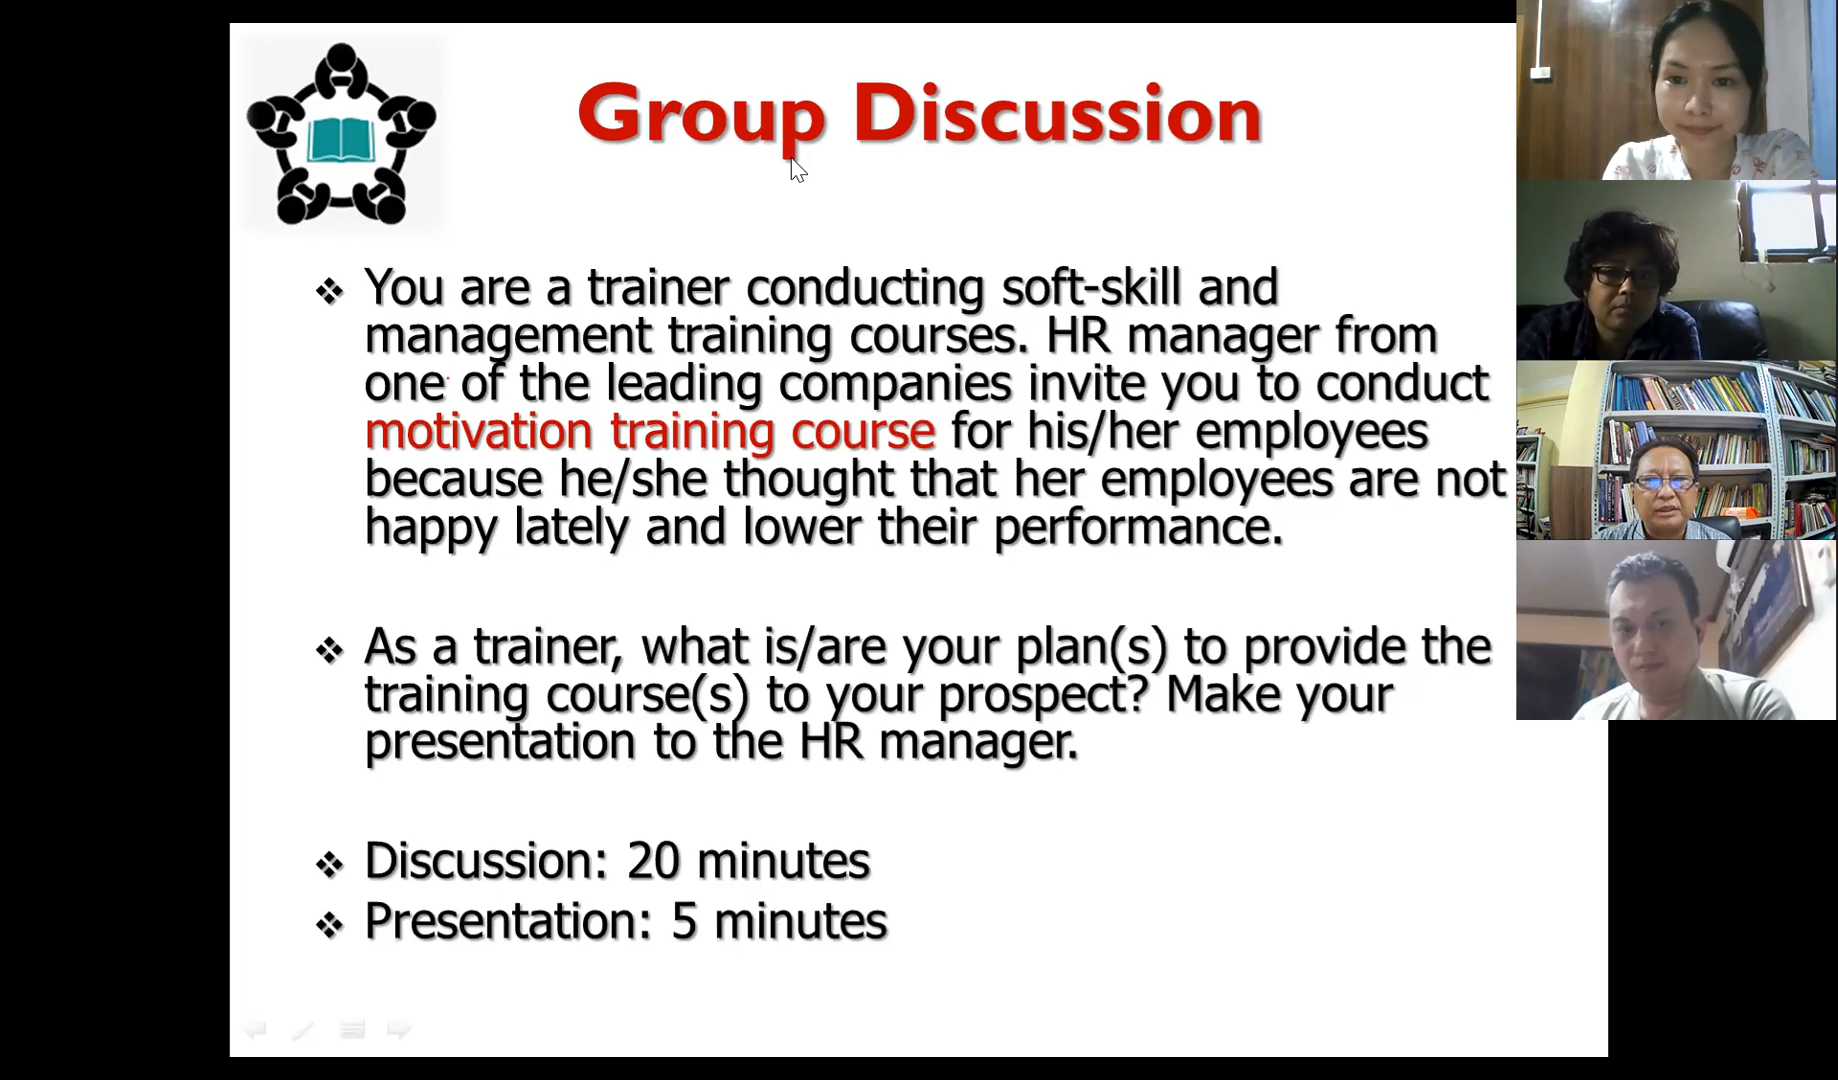 Group Discussion
❖ You are a trainer conducting soft-skill and
management training courses. HR manager from
one of the leading companies invite you to conduct
motivation training course for his/her employees
because he/she thought that her employees are not
happy lately and lower their performance.
❖ As a trainer, what is/are your plan(s) to provide the
training course(s) to your prospect? Make your
presentation to the HR manager.
❖ Discussion: 20 minutes
❖ Presentation: 5 minutes